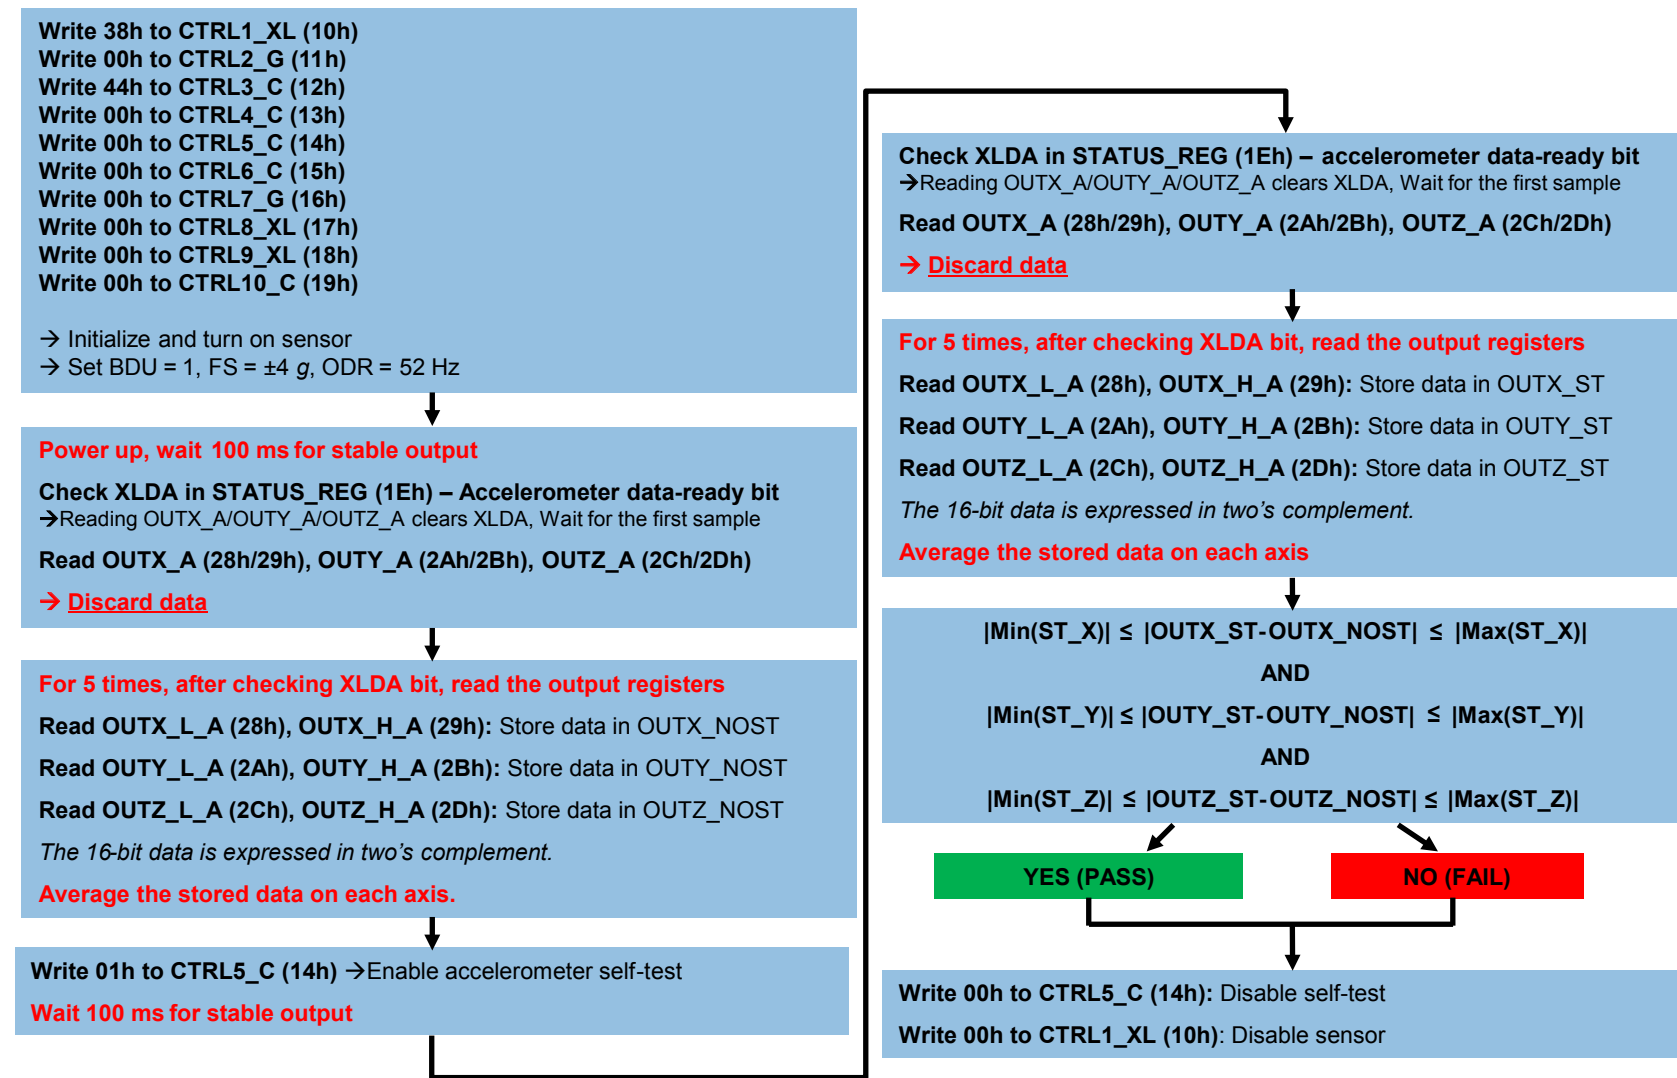 Write 38h to CTRL1_XL (10h)
Write 00h to CTRL2_G (11h)
Write 44h to CTRL3_C (12h)
Write 00h to CTRL4_C (13h)
Write 00h to CTRL5_C (14h)
Write 00h to CTRL6_C (15h)
Write 00h to CTRL7_G (16h)
Write 00h to CTRL8_XL (17h)
Write 00h to CTRL9_XL (18h)
Write 00h to CTRL10_C (19h)
→ Initialize and turn on sensor
→ Set BDU = 1, FS = ±4 g, ODR = 52 Hz
Power up, wait 100 ms for stable output
Check XLDA in STATUS_REG (1Eh) – Accelerometer data-ready bit
→Reading OUTX_A/OUTY_A/OUTZ_A clears XLDA, Wait for the first sample
Read OUTX_A (28h/29h), OUTY_A (2Ah/2Bh), OUTZ_A (2Ch/2Dh)
→ Discard data
For 5 times, after checking XLDA bit, read the output registers
Read OUTX_L_A (28h), OUTX_H_A (29h): Store data in OUTX_NOST
Read OUTY_L_A (2Ah), OUTY_H_A (2Bh): Store data in OUTY_NOST
Read OUTZ_L_A (2Ch), OUTZ_H_A (2Dh): Store data in OUTZ_NOST
The 16-bit data is expressed in two's complement.
Average the stored data on each axis.
Write 01h to CTRL5_C (14h) →Enable accelerometer self-test
Wait 100 ms for stable output
Check XLDA in STATUS_REG (1Eh) – accelerometer data-ready bit
→Reading OUTX_A/OUTY_A/OUTZ_A clears XLDA, Wait for the first sample
Read OUTX_A (28h/29h), OUTY_A (2Ah/2Bh), OUTZ_A (2Ch/2Dh)
→ Discard data
For 5 times, after checking XLDA bit, read the output registers
Read OUTX_L_A (28h), OUTX_H_A (29h): Store data in OUTX_ST
Read OUTY_L_A (2Ah), OUTY_H_A (2Bh): Store data in OUTY_ST
Read OUTZ_L_A (2Ch), OUTZ_H_A (2Dh): Store data in OUTZ_ST
The 16-bit data is expressed in two's complement.
Average the stored data on each axis
|Min(ST_X)| ≤ |OUTX_ST-OUTX_NOST| ≤ |Max(ST_X)|
AND
|Min(ST_Y)| ≤ |OUTY_ST-OUTY_NOST| ≤ |Max(ST_Y)|
AND
|Min(ST_Z)| ≤ |OUTZ_ST-OUTZ_NOST| ≤ |Max(ST_Z)|
YES (PASS)
NO (FAIL)
Write 00h to CTRL5_C (14h): Disable self-test
Write 00h to CTRL1_XL (10h): Disable sensor